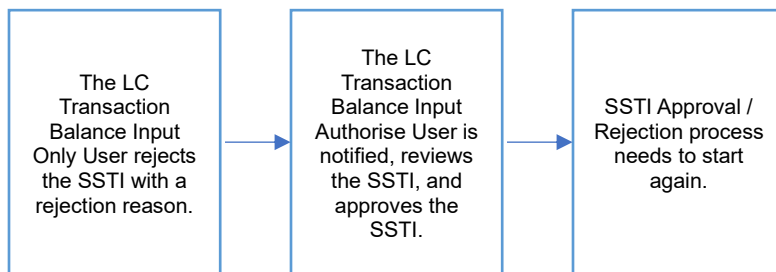 The LC
Transaction
Balance Input
Only User rejects
the SSTI with a
rejection reason.
The LC
Transaction
Balance Input
Authorise User is
notified, reviews
the SSTI, and
approves the
SSTI.
SSTI Approval /
Rejection process
needs to start
again.